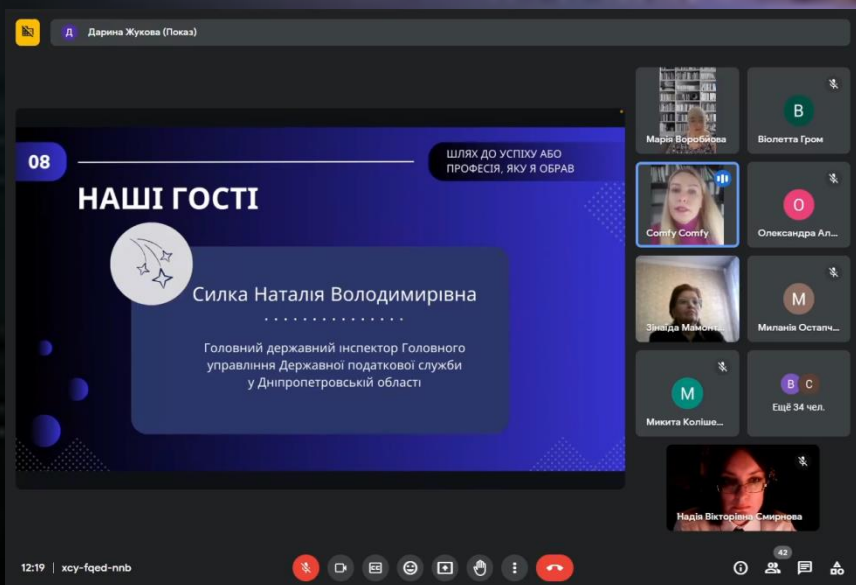 Д Дарина Жукова (Показ)
08
ШЛЯХ ДО УСПІХУ АБО
ПРОФЕСІЯ, ЯКУ Я ОБРАВ
НАШІ ГОСТІ
Силка Наталія Володимирівна
Головний державний інспектор Головного
управління Державної податкової служби
у Дніпропетровській області
Марія Воробйова
В
Віолетта Гром
Comfy Comfy
О
Олександра Ал...
Зінаїда Мамонт...
М
Миланія Остапч...
М
Микита Коліше...
В С
Ещё 34 чел.
Надія Вікторівна Смирнова
12:19 | xcy-fqed-nnb
CC
42